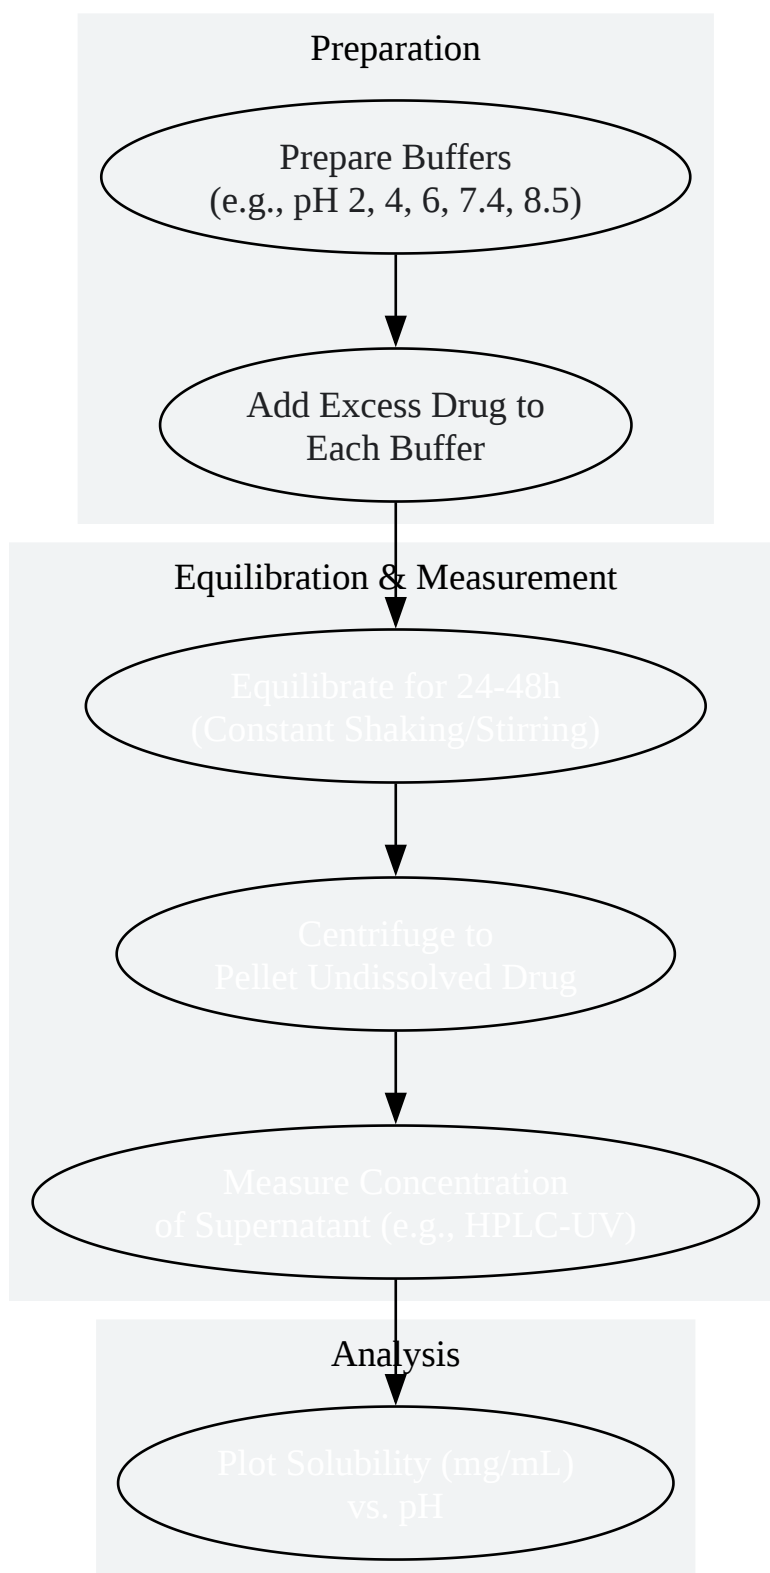 Preparation
Prepare Buffers
(e.g., pH 2, 4, 6, 7.4, 8.5)
Add Excess Drug to
Each Buffer
Equilibration & Measurement
Equilibrate for 24-48h
(Constant Shaking/Stirring)
Centrifuge to
Pellet Undissolved Drug
Measure Concentration
of Supernatant (e.g., HPLC-UV)
Analysis
Plot Solubility (mg/mL)
vs. pH